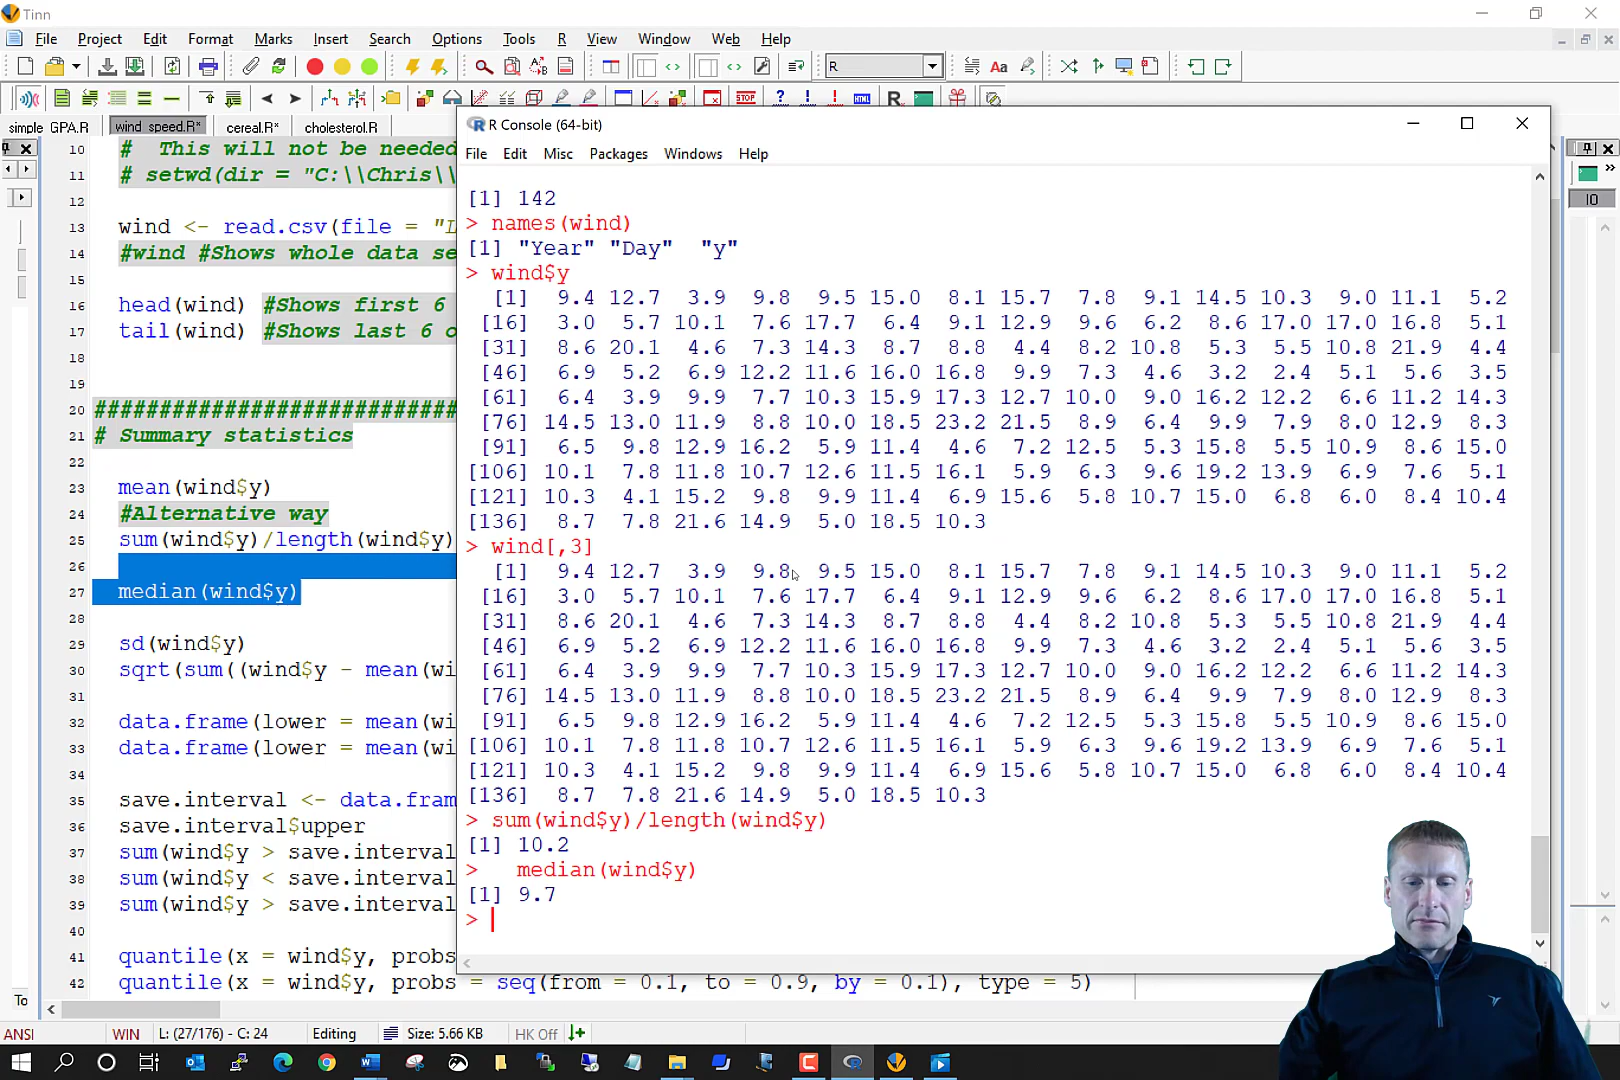 Tinn
File Project Edit Format Marks Insert Search Options Tools R View Window Web Help
R
simple GPA.R wind speed.R* cereal.R* cholesterol.R
10 # This will not be needed
11 # setwd(dir = "C:\\Chris\\
12
13 wind <- read.csv(file =
14 #wind #Shows whole data se
15
16 head(wind) #Shows first 6
17 tail(wind) #Shows last 6 o
18
19
20 ############################
21 # Summary statistics
22
23 mean(wind$y)
24 #Alternative way
25 sum(wind$y)/length(wind$y)
26
27 median(wind$y)
28
29 sd(wind$y)
30 sqrt(sum((wind$y - mean(wi
31
32 data.frame(lower = mean(wi
33 data.frame(lower = mean(wi
34
35 save.interval <- data.fram
36 save.interval$upper
37 sum(wind$y > save.interval
38 sum(wind$y < save.interval
39 sum(wind$y > save.interval
40
41 quantile(x = wind$y, probs
42 quantile(x = wind$y, probs = seq(from = 0.1, to = 0.9, by = 0.1), type = 5)
R Console (64-bit)
File Edit Misc Packages Windows Help
[1] 142
> names(wind)
[1] "Year" "Day" "y"
> wind$y
[1] 9.4 12.7 3.9 9.8 9.5 15.0 8.1 15.7 7.8 9.1 14.5 10.3 9.0 11.1 5.2
[16] 3.0 5.7 10.1 7.6 17.7 6.4 9.1 12.9 9.6 6.2 8.6 17.0 17.0 16.8 5.1
[31] 8.6 20.1 4.6 7.3 14.3 8.7 8.8 4.4 8.2 10.8 5.3 5.5 10.8 21.9 4.4
[46] 6.9 5.2 6.9 12.2 11.6 16.0 16.8 9.9 7.3 4.6 3.2 2.4 5.1 5.6 3.5
[61] 6.4 3.9 9.9 7.7 10.3 15.9 17.3 12.7 10.0 9.0 16.2 12.2 6.6 11.2 14.3
[76] 14.5 13.0 11.9 8.8 10.0 18.5 23.2 21.5 8.9 6.4 9.9 7.9 8.0 12.9 8.3
[91] 6.5 9.8 12.9 16.2 5.9 11.4 4.6 7.2 12.5 5.3 15.8 5.5 10.9 8.6 15.0
[106] 10.1 7.8 11.8 10.7 12.6 11.5 16.1 5.9 6.3 9.6 19.2 13.9 6.9 7.6 5.1
[121] 10.3 4.1 15.2 9.8 9.9 11.4 6.9 15.6 5.8 10.7 15.0 6.8 6.0 8.4 10.4
[136] 8.7 7.8 21.6 14.9 5.0 18.5 10.3
> wind[,3]
[1] 9.4 12.7 3.9 9.8 9.5 15.0 8.1 15.7 7.8 9.1 14.5 10.3 9.0 11.1 5.2
[16] 3.0 5.7 10.1 7.6 17.7 6.4 9.1 12.9 9.6 6.2 8.6 17.0 17.0 16.8 5.1
[31] 8.6 20.1 4.6 7.3 14.3 8.7 8.8 4.4 8.2 10.8 5.3 5.5 10.8 21.9 4.4
[46] 6.9 5.2 6.9 12.2 11.6 16.0 16.8 9.9 7.3 4.6 3.2 2.4 5.1 5.6 3.5
[61] 6.4 3.9 9.9 7.7 10.3 15.9 17.3 12.7 10.0 9.0 16.2 12.2 6.6 11.2 14.3
[76] 14.5 13.0 11.9 8.8 10.0 18.5 23.2 21.5 8.9 6.4 9.9 7.9 8.0 12.9 8.3
[91] 6.5 9.8 12.9 16.2 5.9 11.4 4.6 7.2 12.5 5.3 15.8 5.5 10.9 8.6 15.0
[106] 10.1 7.8 11.8 10.7 12.6 11.5 16.1 5.9 6.3 9.6 19.2 13.9 6.9 7.6 5.1
[121] 10.3 4.1 15.2 9.8 9.9 11.4 6.9 15.6 5.8 10.7 15.0 6.8 6.0 8.4 10.4
[136] 8.7 7.8 21.6 14.9 5.0 18.5 10.3
> sum(wind$y)/length(wind$y)
[1] 10.2
> median(wind$y)
[1] 9.7
>
IO
To
ANSI WIN L: (27/176) - C: 24 Editing Size: 5.66 KB HK Off